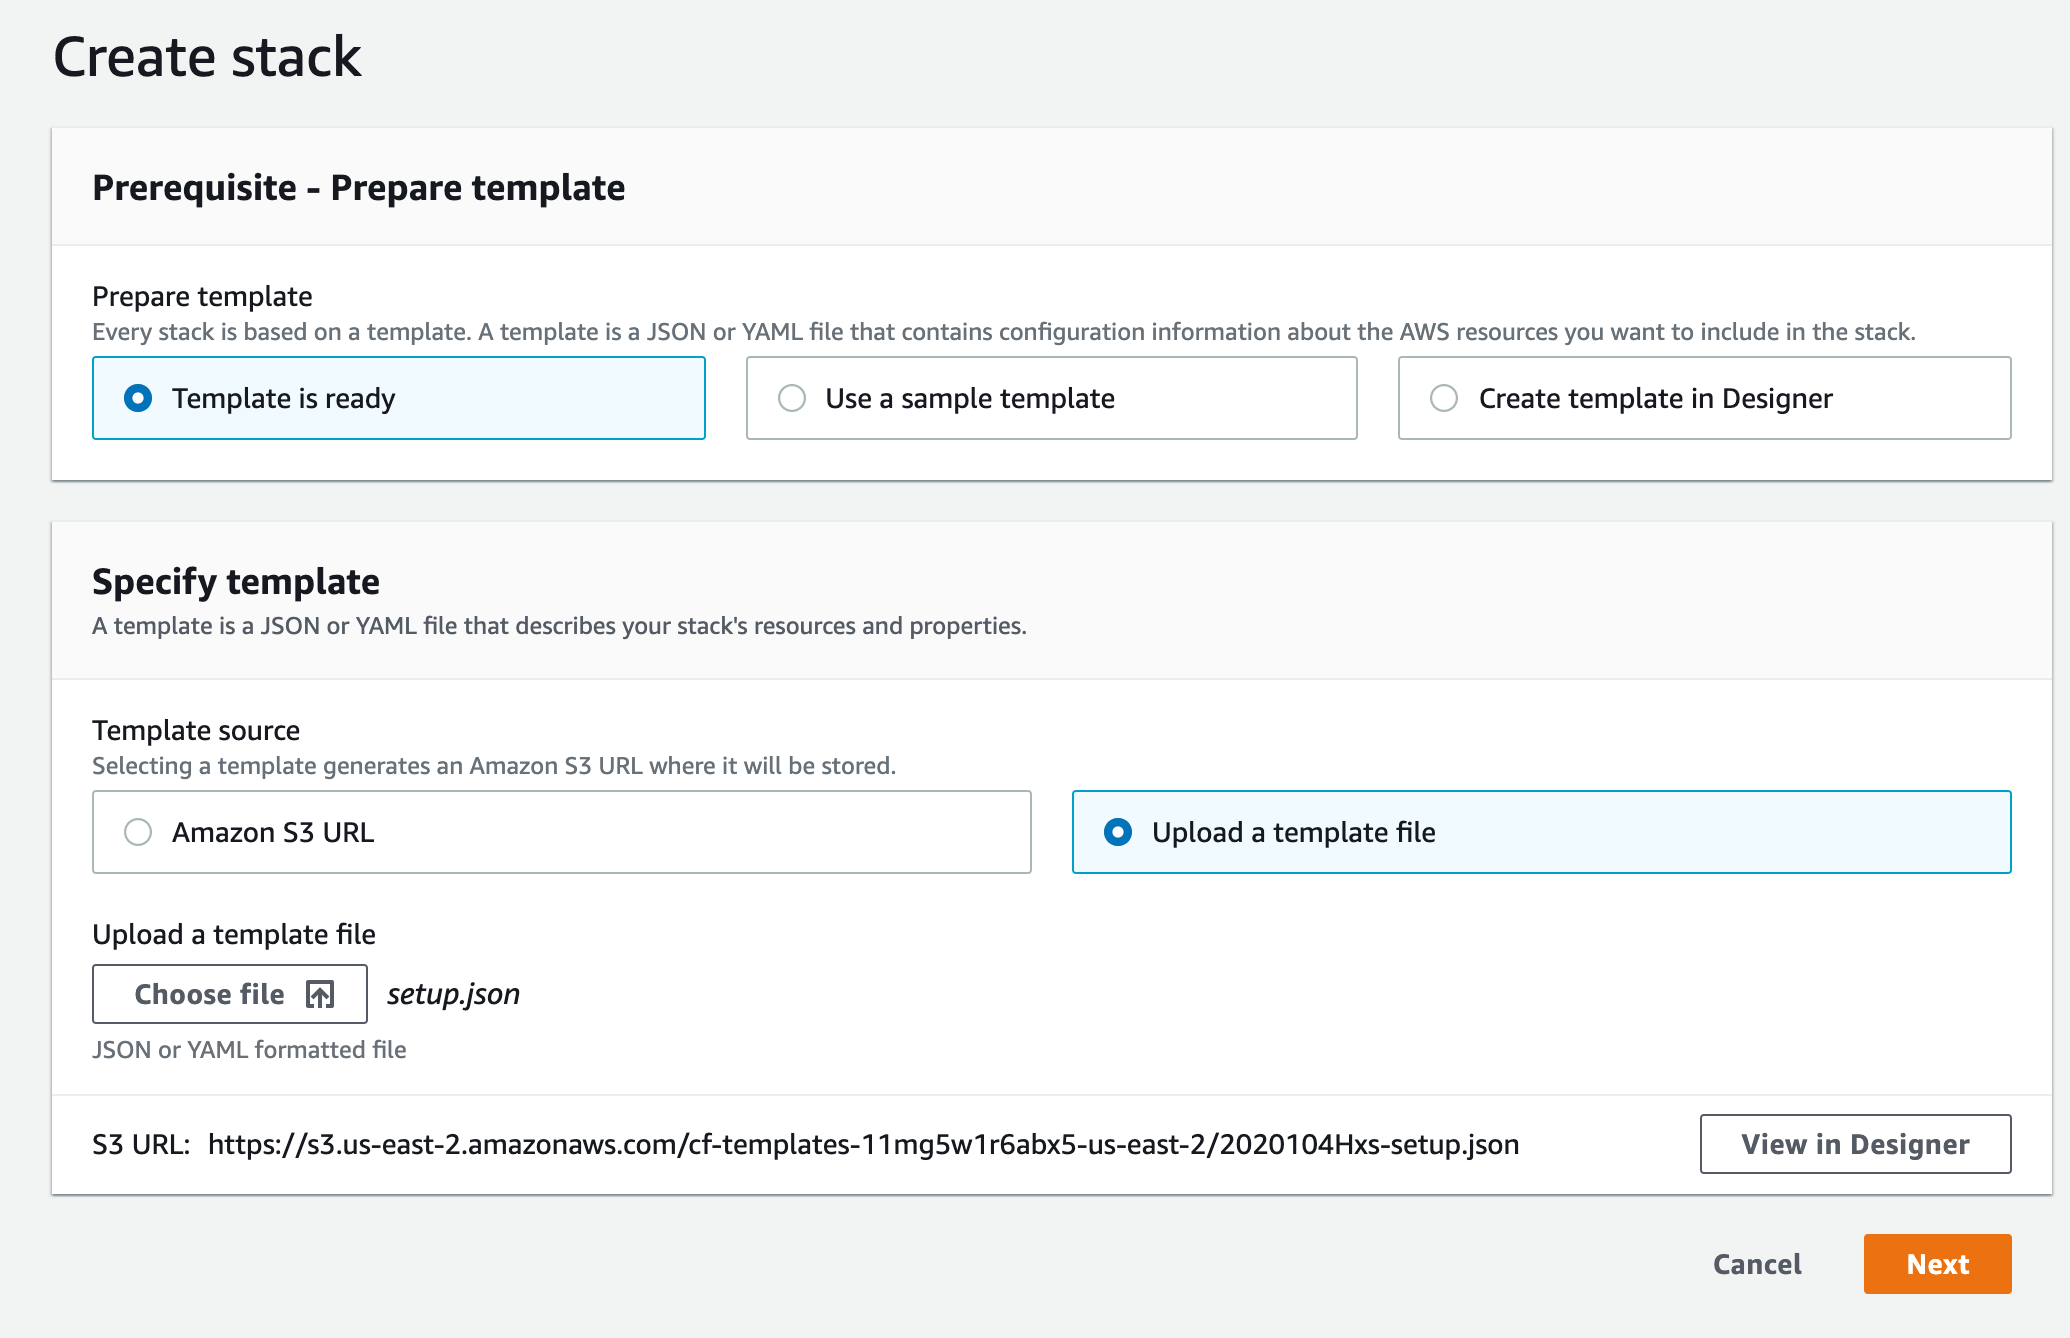 Create stack
Prerequisite - Prepare template
Prepare template
Every stack is based on a template. A template is a JSON or YAML file that contains configuration information about the AWS resources you want to include in the stack.
Template is ready
Use a sample template
Create template in Designer
Specify template
A template is a JSON or YAML file that describes your stack's resources and properties.
Template source
Selecting a template generates an Amazon S3 URL where it will be stored.
Amazon S3 URL
Upload a template file
Upload a template file
Choose file
setup.json
JSON or YAML formatted file
S3 URL: https://s3.us-east-2.amazonaws.com/cf-templates-11mg5w1r6abx5-us-east-2/2020104Hxs-setup.json
View in Designer
Cancel
Next